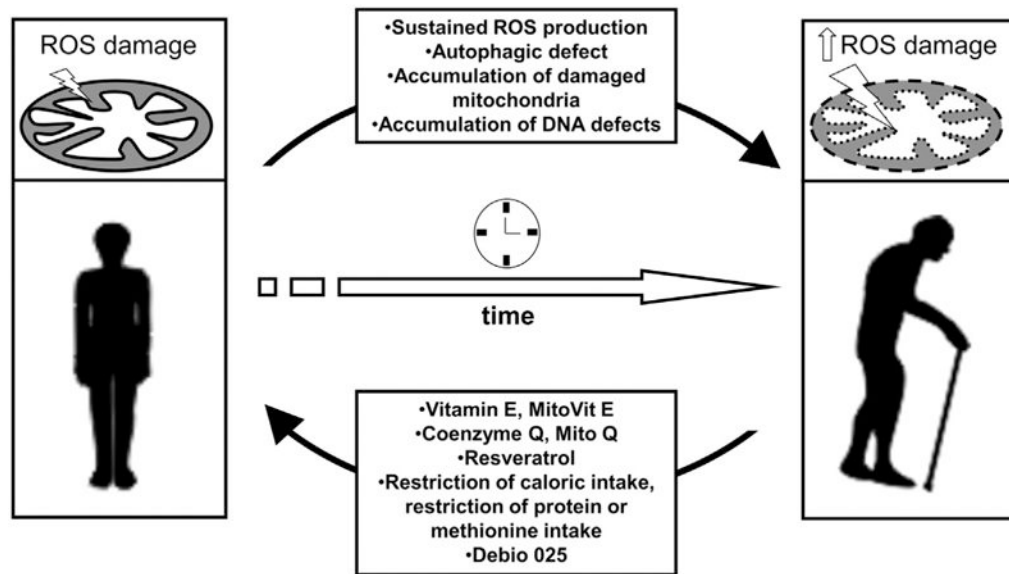 ROS damage
•Sustained ROS production
•Autophagic defect
•Accumulation of damaged
mitochondria
•Accumulation of DNA defects
⇧ROS damage
time
•Vitamin E, MitoVit E
•Coenzyme Q, Mito Q
•Resveratrol
•Restriction of caloric intake,
restriction of protein or
methionine intake
•Debio 025